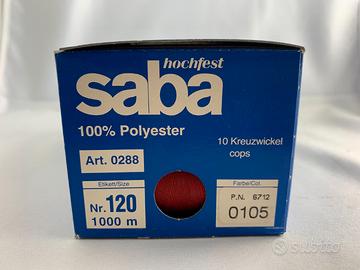 hochfest
saba
100% Polyester
10 Kreuzwickel
cops
Art. 0288
Etikett/Size
Nr. 120
1000 m
Farbe/Col.
P.N. 6712
0105
subito